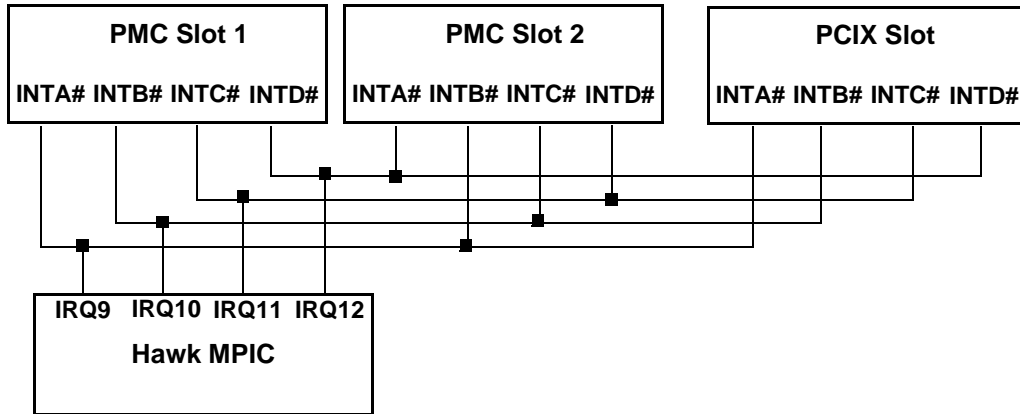 PMC Slot 1
PMC Slot 2
PCIX Slot
INTA# INTB# INTC# INTD#
INTA# INTB# INTC# INTD#
INTA# INTB# INTC# INTD#
IRQ9 IRQ10 IRQ11 IRQ12
Hawk MPIC